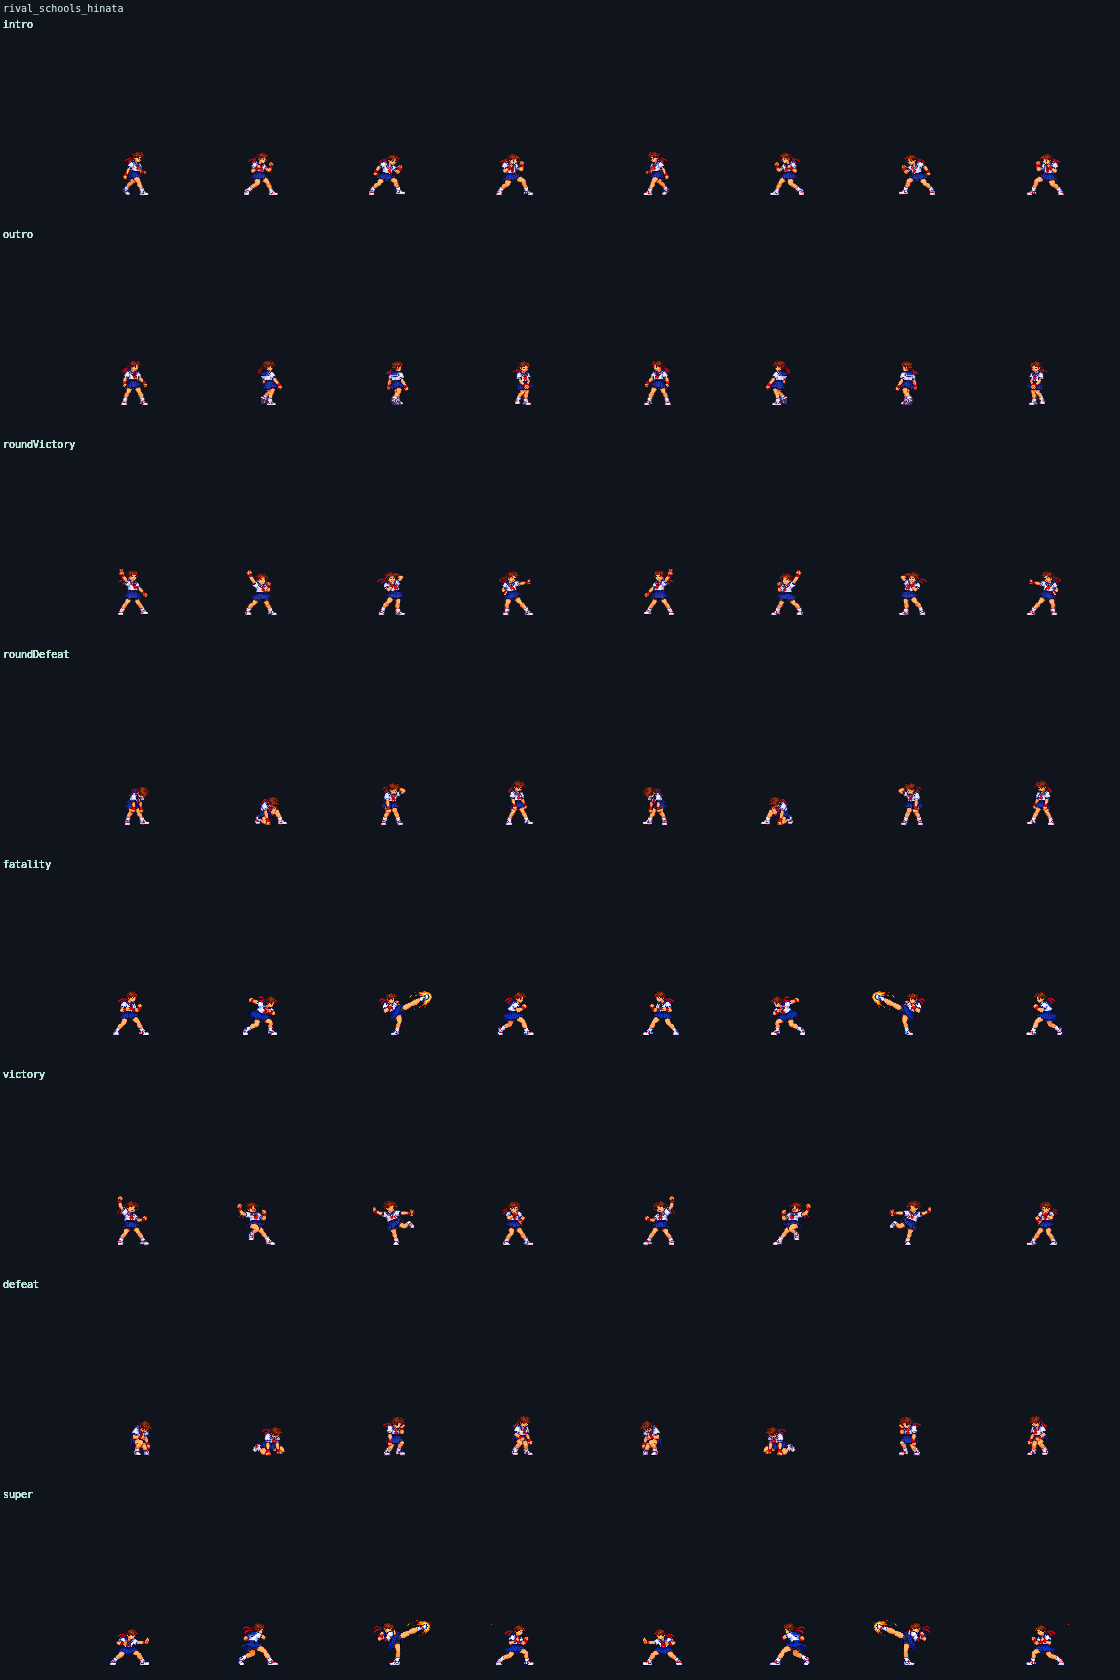 rival_schools_hinata
intro
outro
roundVictory
roundDefeat
fatality
victory
defeat
super